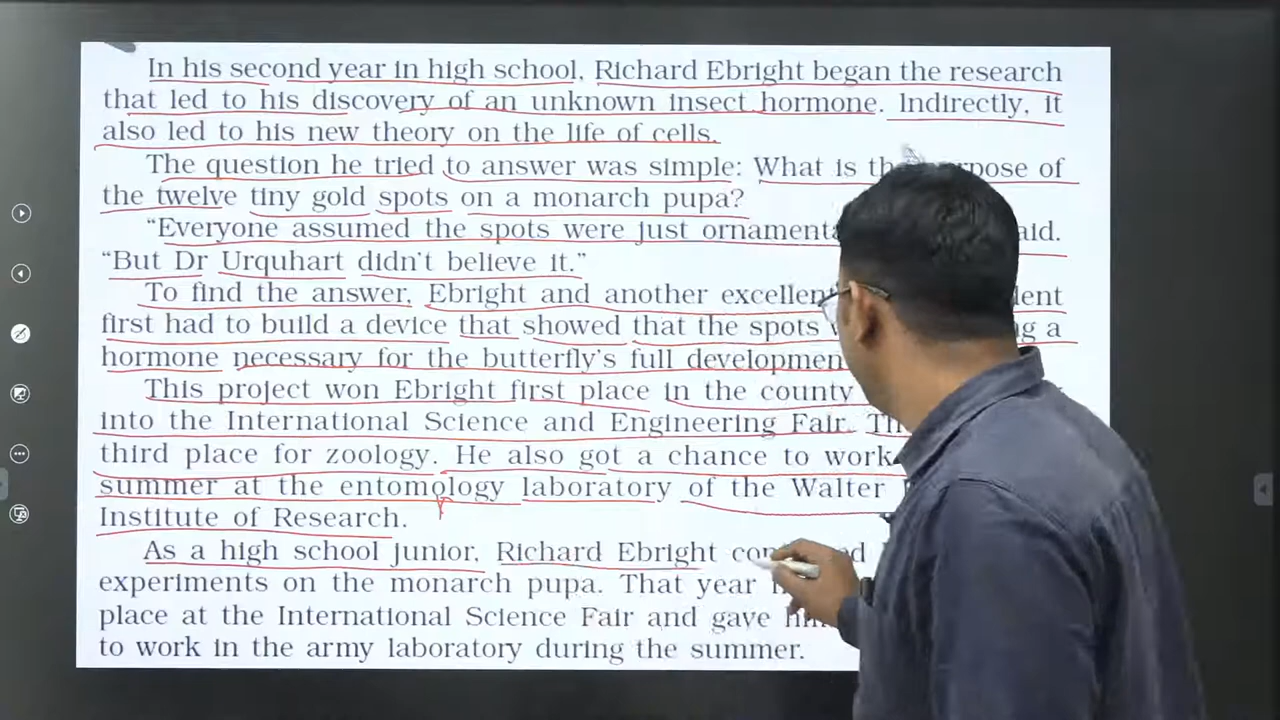 In his second year in high school, Richard Ebright began the research
that led to his discovery of an unknown insect hormone. Indirectly, it
also led to his new theory on the life of cells.
The question he tried to answer was simple: What is of
the twelve tiny gold spots on a monarch pupa?
“Everyone assumed the spots were just
“But Dr Urquhart didn't believe it.”
To find the answer, Ebright and another
first had to build a device that showed that the spots a
hormone necessary for the butterfly's full
This project won Ebright first place in the county
into the International Science and Engineering Fair.
third place for zoology. He also got a chance to work
summer at the entomology laboratory of the Walter
Institute of Research.
As a high school junior, Richard Ebright
experiments on the monarch pupa. That year
place at the International Science Fair and gave
to work in the army laboratory during the summer.